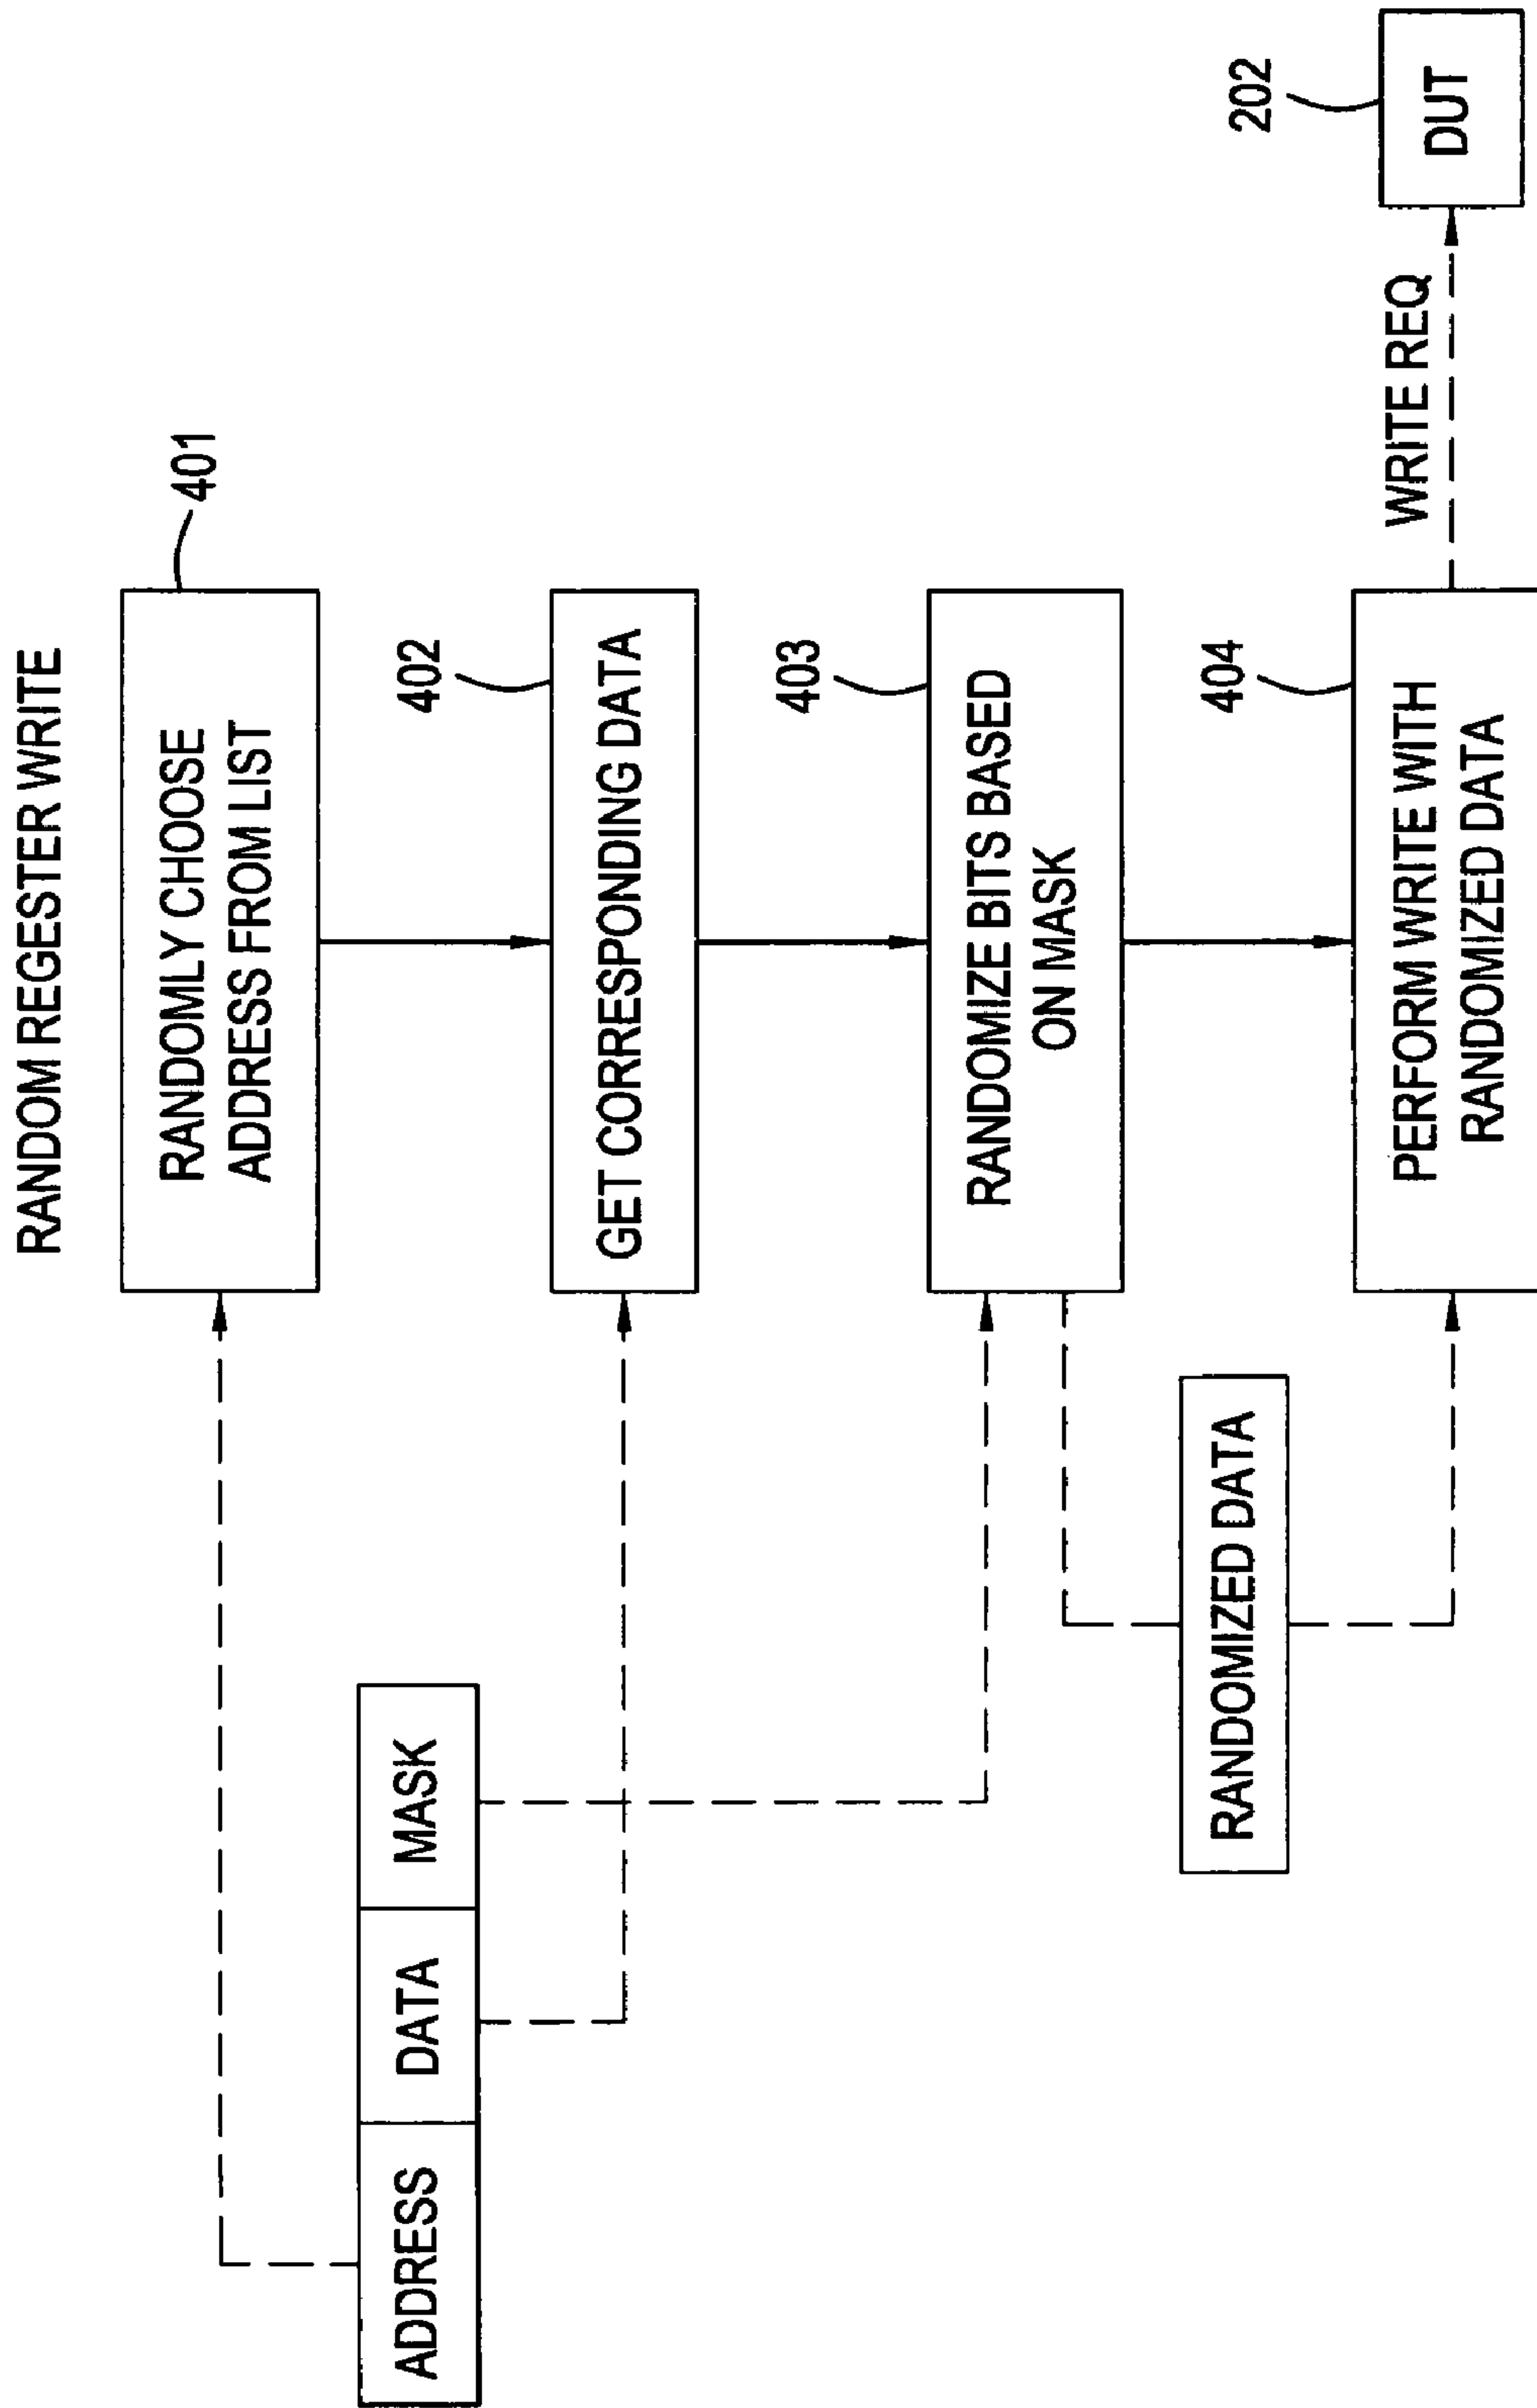 RANDOM REGESTER WRITE
RANDOMLY CHOOSE
ADDRESS FROM LIST
401
ADDRESS
DATA
MASK
GET CORRESPONDING DATA
402
RANDOMIZE BITS BASED
ON MASK
403
RANDOMIZED DATA
PERFORM WRITE WITH
RANDOMIZED DATA
404
WRITE REQ
DUT
202